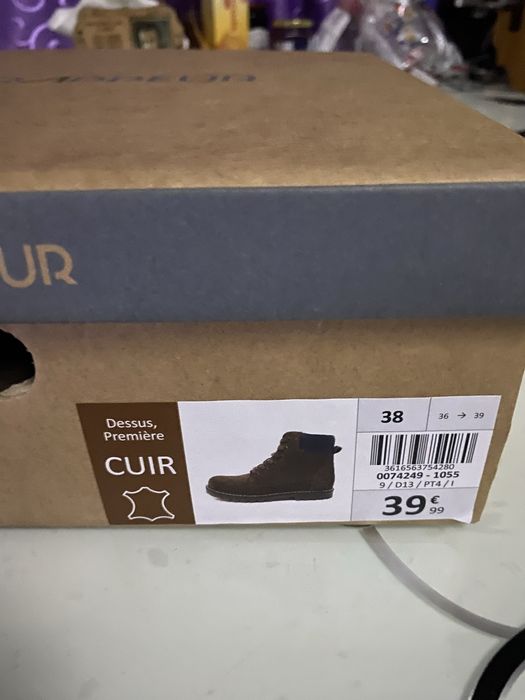 UR
Dessus,
Première
CUIR
38
36 → 39
3616563754280
0074249 - 1055
9 / D13 / PT4 / I
39 €99